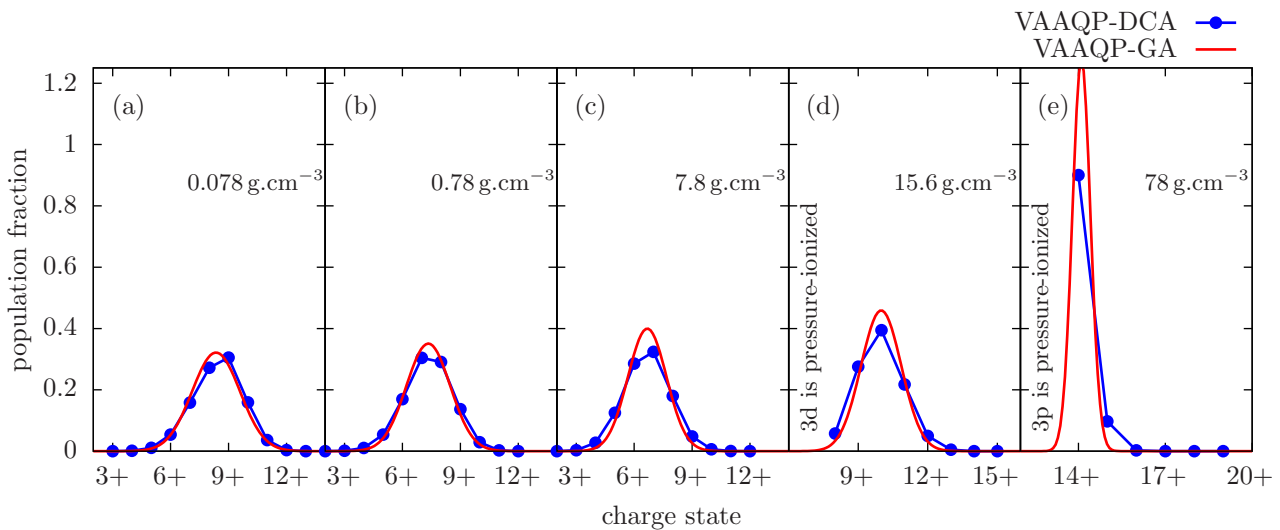 VAAQP-DCA
VAAQP-GA
population fraction
1.2
1
0.8
0.6
0.4
0.2
0
(a)
0.078 g.cm⁻³
(b)
0.78 g.cm⁻³
(c)
7.8 g.cm⁻³
(d)
15.6 g.cm⁻³
3d is pressure-ionized
(e)
78 g.cm⁻³
3p is pressure-ionized
3+ 6+ 9+ 12+ 3+ 6+ 9+ 12+ 3+ 6+ 9+ 12+ 9+ 12+ 15+ 14+ 17+ 20+
charge state